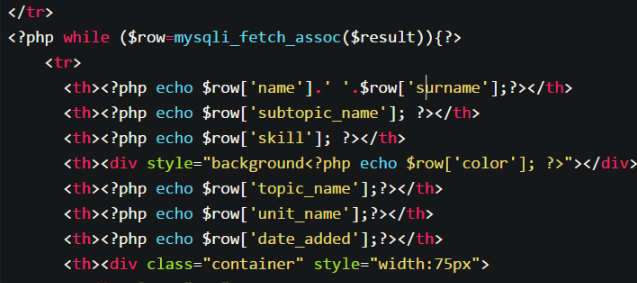 </tr>
<?php while ($row=mysqli_fetch_assoc($result)){?>
<tr>
<th><?php echo $row['name'].' '.$row['surname'];?></th>
<th><?php echo $row['subtopic_name']; ?></th>
<th><?php echo $row['skill']; ?></th>
<th><div style="background<?php echo $row['color']; ?>"></div>
<th><?php echo $row['topic_name'];?></th>
<th><?php echo $row['unit_name'];?></th>
<th><?php echo $row['date_added'];?></th>
<th><div class="container" style="width:75px">